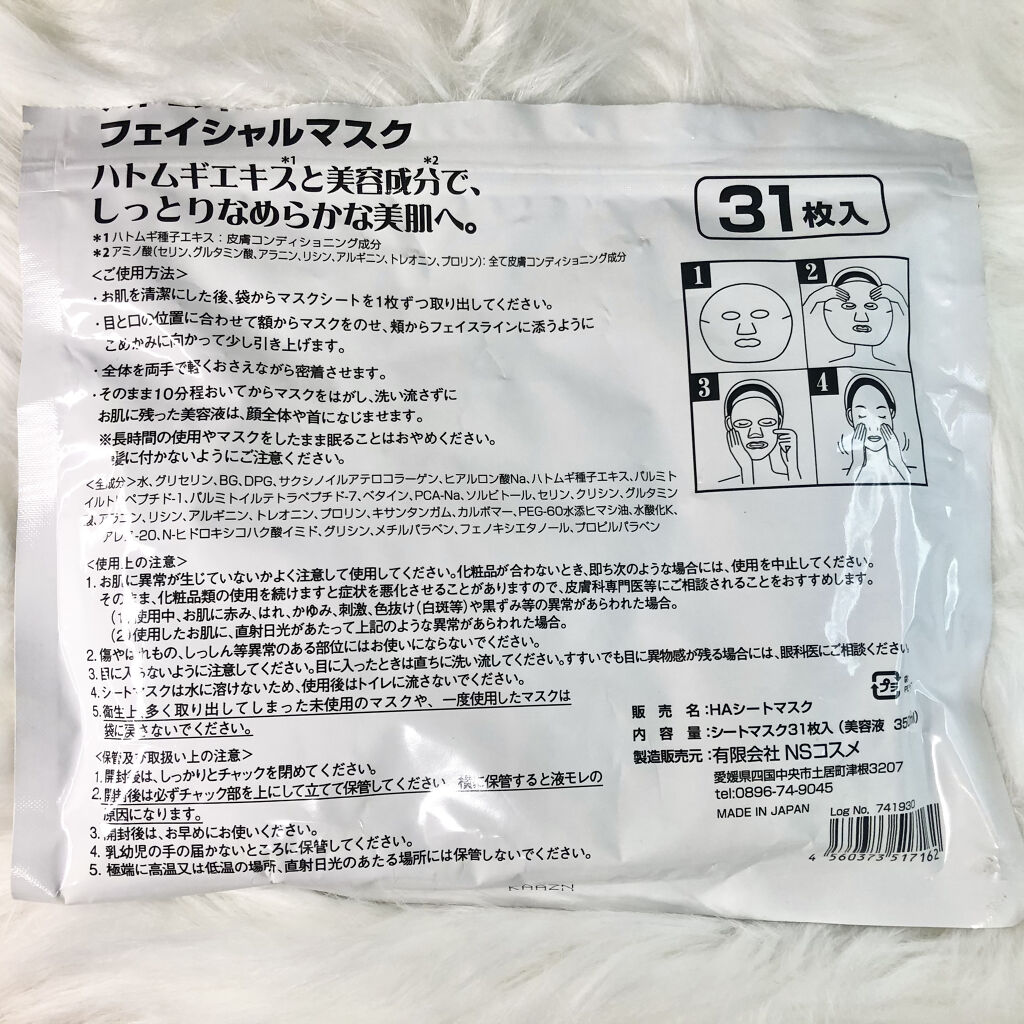 フェイシャルマスク
ハトムギエキス*1と美容成分*2で、
しっとりなめらかな美肌へ。
31枚入
*1 ハトムギ種子エキス：皮膚コンディショニング成分
*2 アミノ酸（セリン、グルタミン酸、アラニン、リシン、アルギニン、トレオニン、プロリン）：全て皮膚コンディショニング成分
＜ご使用方法＞
・お肌を清潔にした後、袋からマスクシートを1枚ずつ取り出してください。
・目と口の位置に合わせて額からマスクをのせ、頬からフェイスラインに添うように
こめかみに向かって少し引き上げます。
・全体を両手で軽くおさえながら密着させます。
・そのまま10分程おいてからマスクをはがし、洗い流さずに
お肌に残った美容液は、顔全体や首になじませます。
※長時間の使用やマスクをしたまま眠ることはおやめください。
髪に付かないようにご注意ください。
1
2
3
4
＜全成分＞水、グリセリン、BG、DPG、サクシノイルアテロコラーゲン、ヒアルロン酸Na、ハトムギ種子エキス、パルミト
イルトリペプチド-1、パルミトイルテトラペプチド-7、ベタイン、PCA-Na、ソルビトール、セリン、グリシン、グルタミン
酸、アラニン、リシン、アルギニン、トレオニン、プロリン、キサンタンガム、カルボマー、PEG-60水添ヒマシ油、水酸化K、
-20、N-ヒドロキシコハク酸イミド、グリシン、メチルパラベン、フェノキシエタノール、プロピルパラベン
＜使用上の注意＞
1. お肌に異常が生じていないかよく注意して使用してください。化粧品が合わないとき、即ち次のような場合には、使用を中止してください。
そのまま、化粧品類の使用を続けますと症状を悪化させることがありますので、皮膚科専門医等にご相談されることをおすすめします。
（1）使用中、お肌に赤み、はれ、かゆみ、刺激、色抜け（白斑等）や黒ずみ等の異常があらわれた場合。
（2）使用したお肌に、直射日光があたって上記のような異常があらわれた場合。
2. 傷やはれもの、しっしん等異常のある部位にはお使いにならないでください。
3. 目に入らないように注意してください。目に入ったときは直ちに洗い流してください。すすいでも目に異物感が残る場合には、眼科医にご相談ください
4. シートマスクは水に溶けないため、使用後はトイレに流さないでください。
5. 衛生上、多く取り出してしまった未使用のマスクや、一度使用したマスクは
袋に戻さないでください。
＜保管及び取扱い上の注意＞
1. 開封後は、しっかりとチャックを閉めてください。
2. 開封後は必ずチャック部を上にして立てて保管してください。横に保管すると液モレの
原因になります。
3. 開封後は、お早めにお使いください。
4. 乳幼児の手の届かないところに保管してください。
5. 極端に高温又は低温の場所、直射日光のあたる場所には保管しないでください。
プラ
販売名：HAシートマスク
内容量：シートマスク31枚入（美容液 35 ml）
製造販売元：有限会社 NSコスメ
愛媛県四国中央市土居町津根3207
tel:0896-74-9045
MADE IN JAPAN Log No. 741930
4 560373 517162
KAAZN